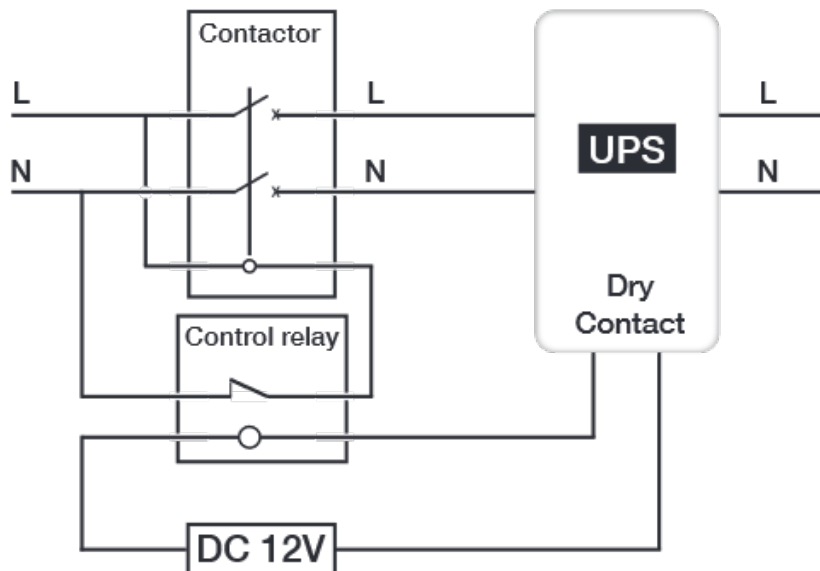 Contactor
L
L
L
N
N
N
UPS
Dry
Contact
Control relay
DC 12V